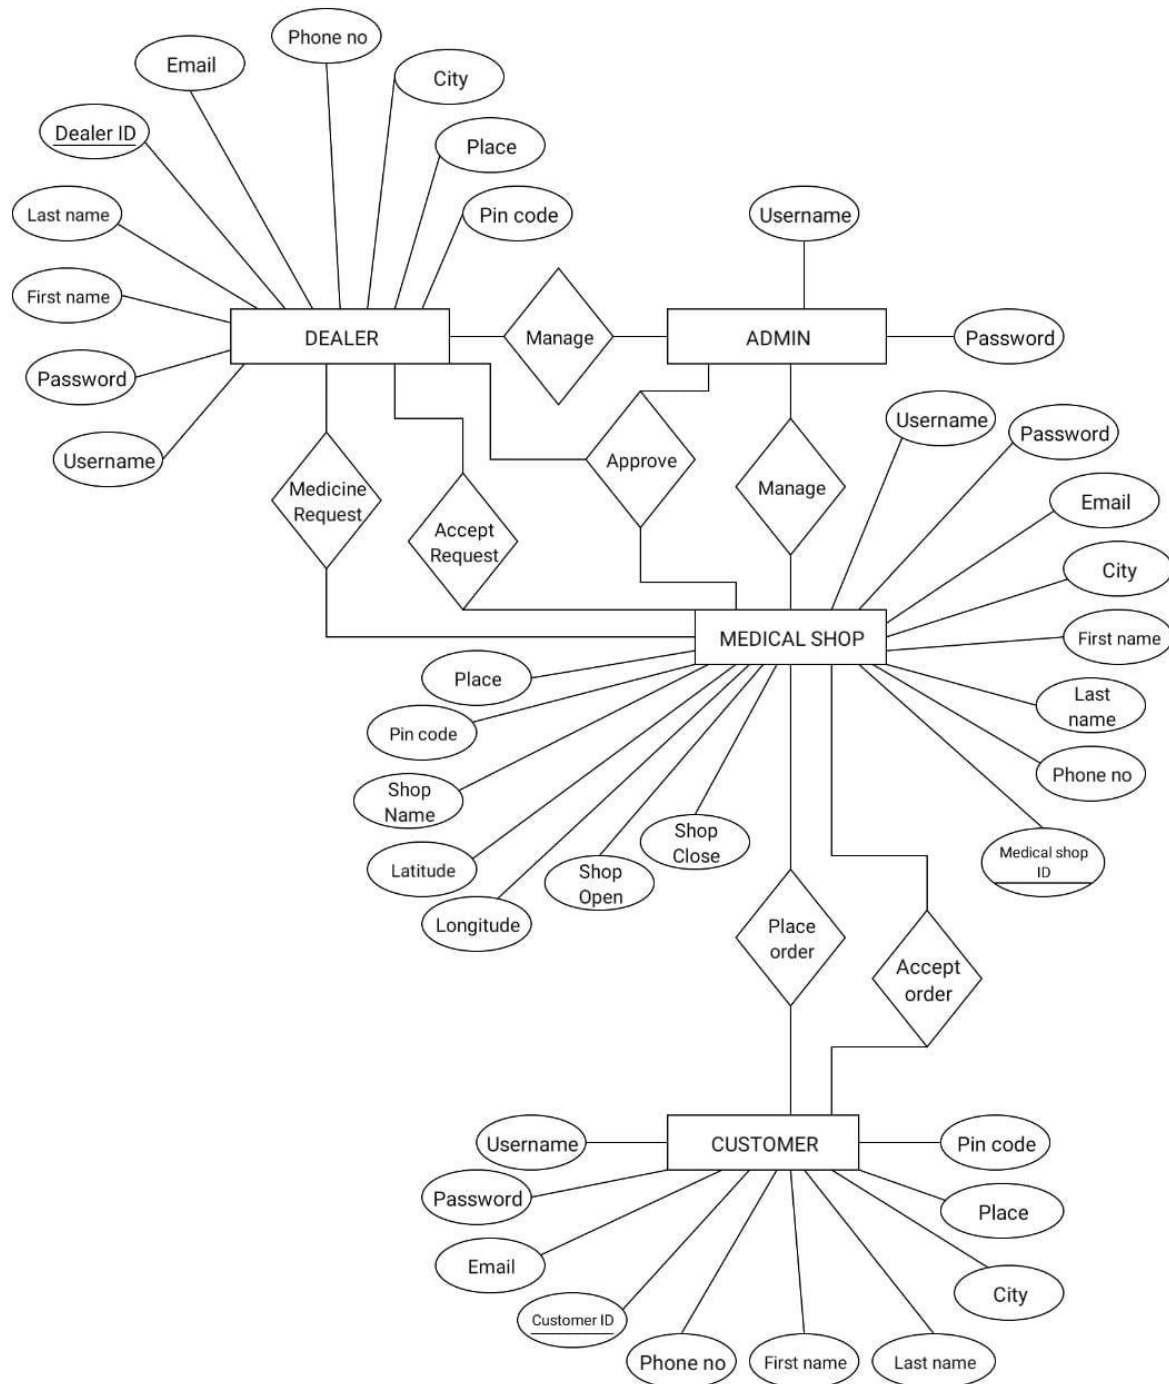 Phone no
Email
City
Dealer ID
Place
Last name
Pin code
Username
First name
DEALER
Manage
ADMIN
Password
Password
Username
Username
Password
Approve
Medicine
Request
Manage
Email
Accept
Request
City
MEDICAL SHOP
First name
Place
Last
name
Pin code
Phone no
Shop
Name
Shop
Close
Medical shop
ID
Latitude
Shop
Open
Longitude
Place
order
Accept
order
Username
CUSTOMER
Pin code
Password
Place
Email
City
Customer ID
Phone no
First name
Last name